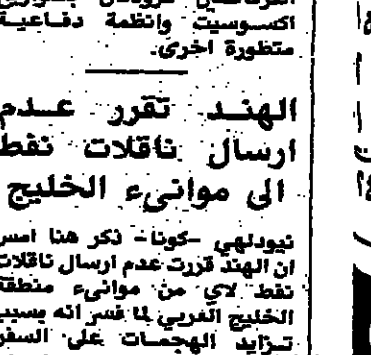 اكسوسيت وانظمة دفاعية
متطورة اخرى.
الهند تقرر عدم
ارسال ناقلات نفط
الى موانىء الخليج
نيودلهي -كونا- ذكر هنا امس
ان الهند قررت عدم ارسال ناقلات
نفط لاي من موانىء منطقة
الخليج العربي لما فسر انه بسبب
تزايد الهجمات على السفن